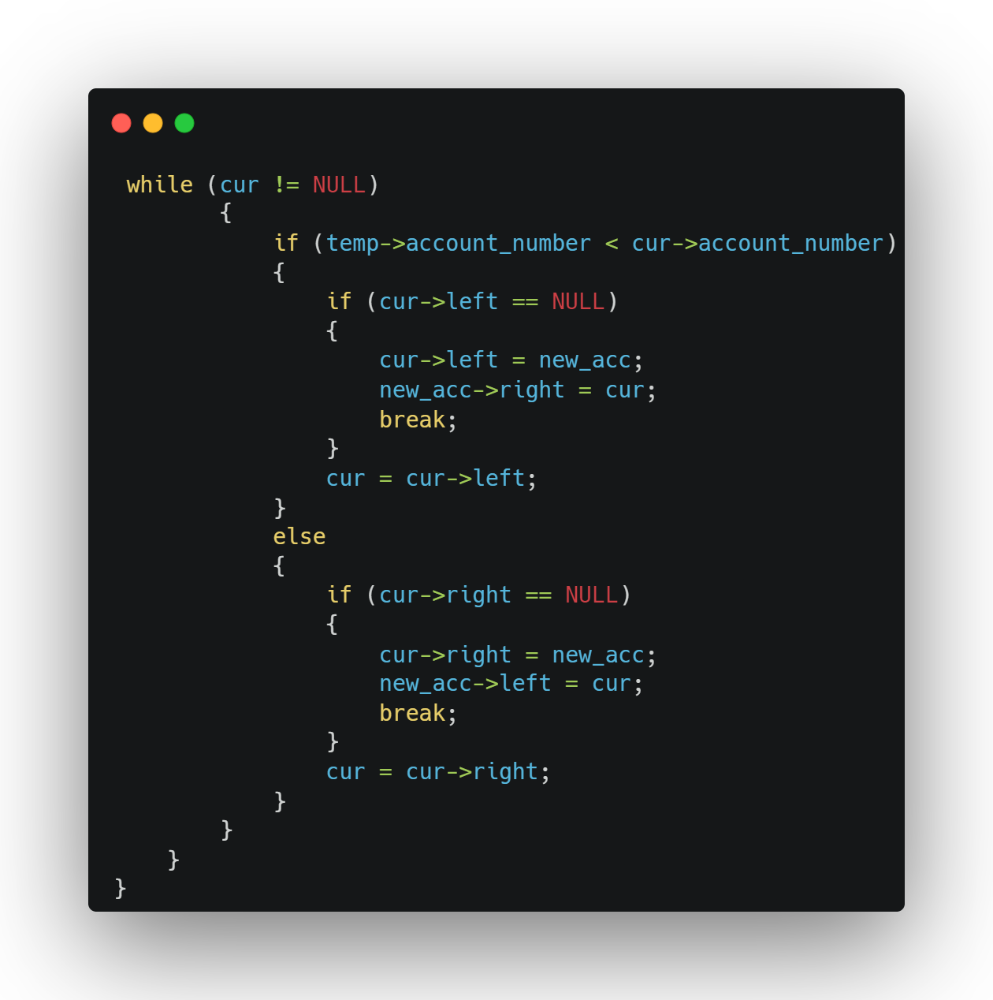 while (cur != NULL)
{
if (temp->account_number < cur->account_number)
{
if (cur->left == NULL)
{
cur->left = new_acc;
new_acc->right = cur;
break;
}
cur = cur->left;
}
else
{
if (cur->right == NULL)
{
cur->right = new_acc;
new_acc->left = cur;
break;
}
cur = cur->right;
}
}
}
}